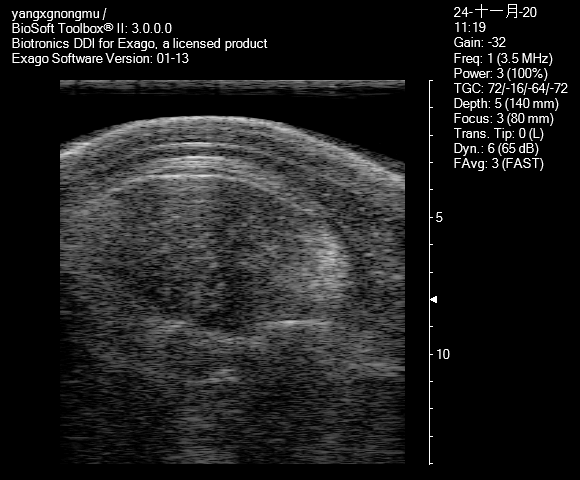 yangxgnongmu /
BioSoft Toolbox® II: 3.0.0.0
Biotronics DDI for Exago, a licensed product
Exago Software Version: 01-13
24-十一月-20
11:19
Gain: -32
Freq: 1 (3.5 MHz)
Power: 3 (100%)
TGC: 72/-16/-64/-72
Depth: 5 (140 mm)
Focus: 3 (80 mm)
Trans. Tip: 0 (L)
Dyn.: 6 (65 dB)
FAvg: 3 (FAST)
5
10